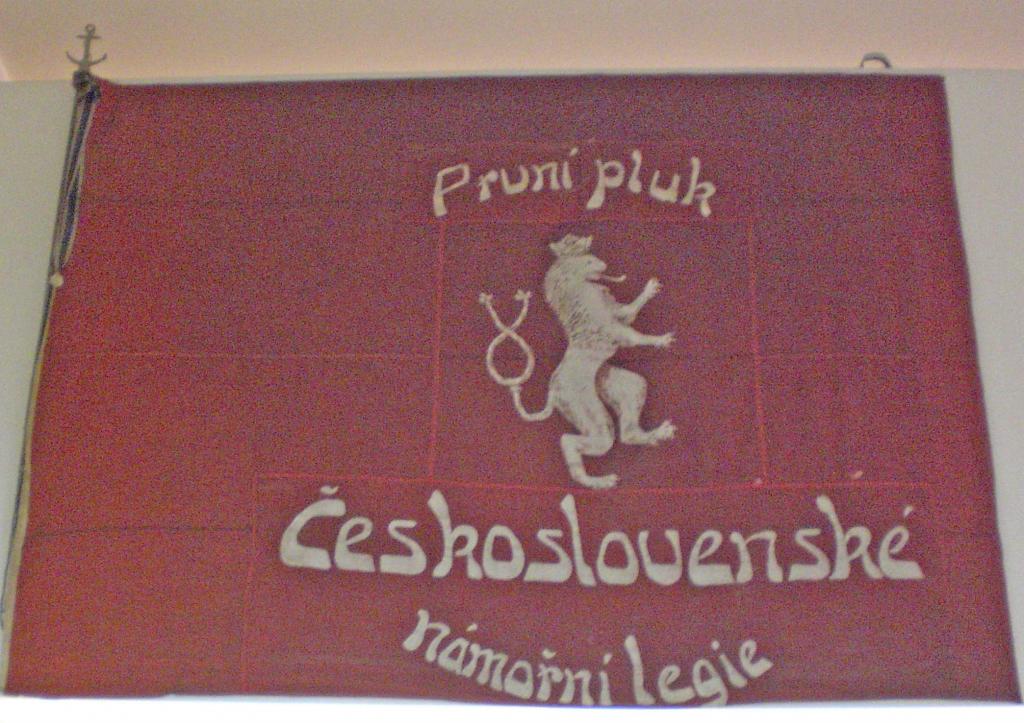 První pluk
Československé
námořní legie